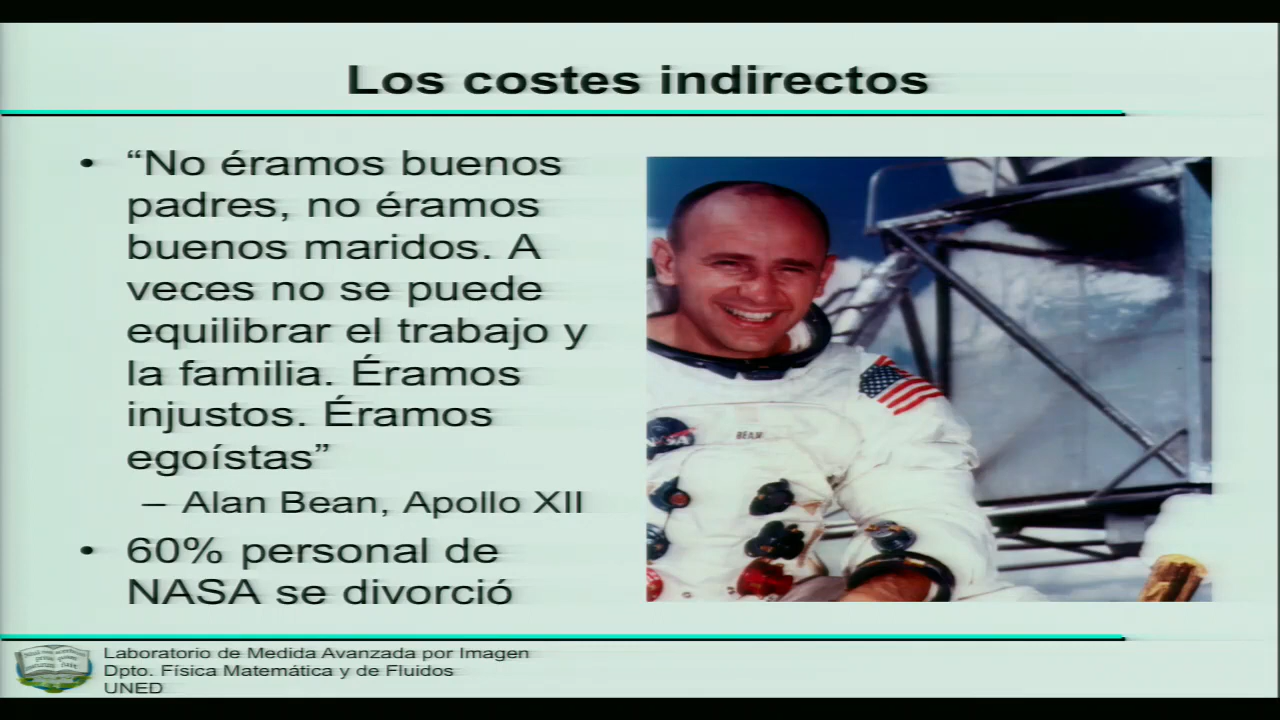 Los costes indirectos
• “No éramos buenos
padres, no éramos
buenos maridos. A
veces no se puede
equilibrar el trabajo y
la familia. Éramos
injustos. Éramos
egoístas”
– Alan Bean, Apollo XII
• 60% personal de
NASA se divorció
NASA
BEAN
Laboratorio de Medida Avanzada por Imagen
Dpto. Física Matemática y de Fluidos
UNED